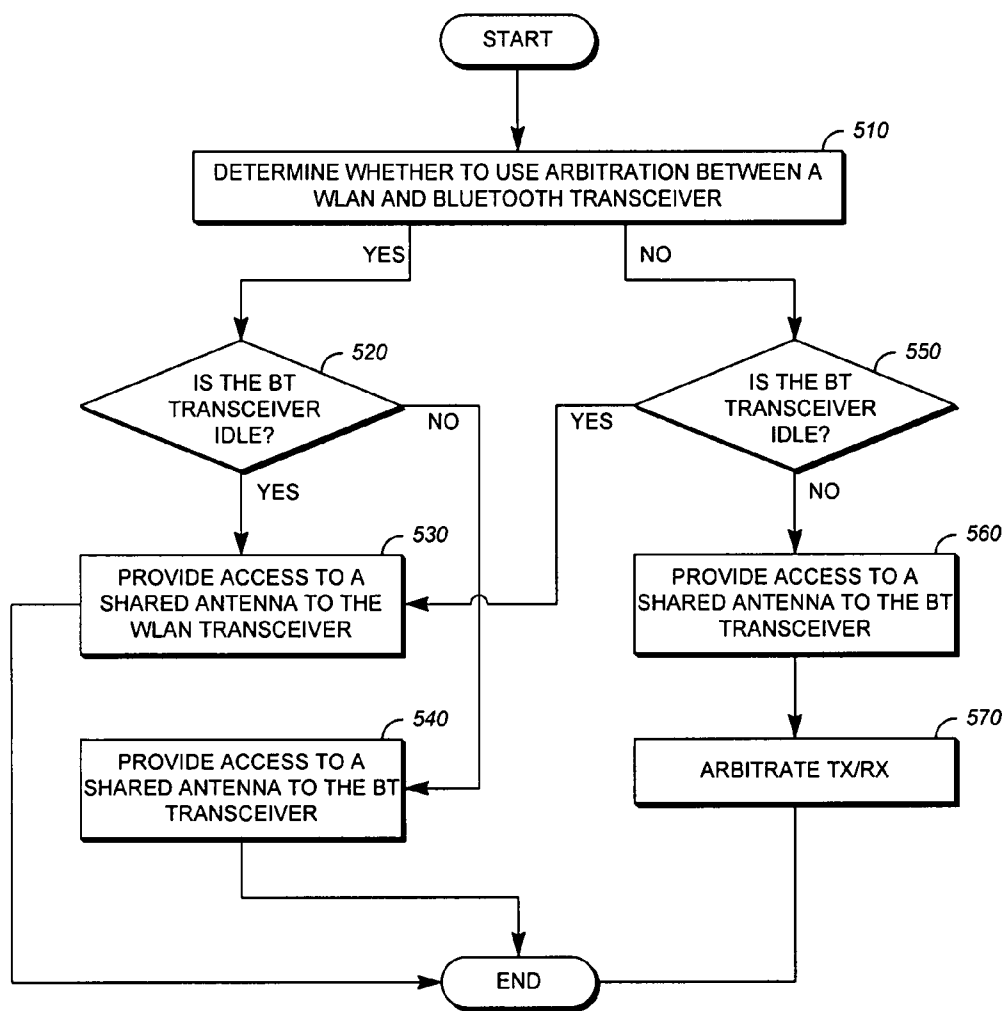 START
510
DETERMINE WHETHER TO USE ARBITRATION BETWEEN A
WLAN AND BLUETOOTH TRANSCEIVER
YES
NO
520
IS THE BT
TRANSCEIVER
IDLE?
NO
YES
550
IS THE BT
TRANSCEIVER
IDLE?
YES
NO
530
PROVIDE ACCESS TO A
SHARED ANTENNA TO THE
WLAN TRANSCEIVER
560
PROVIDE ACCESS TO A
SHARED ANTENNA TO THE BT
TRANSCEIVER
540
PROVIDE ACCESS TO A
SHARED ANTENNA TO THE BT
TRANSCEIVER
570
ARBITRATE TX/RX
END